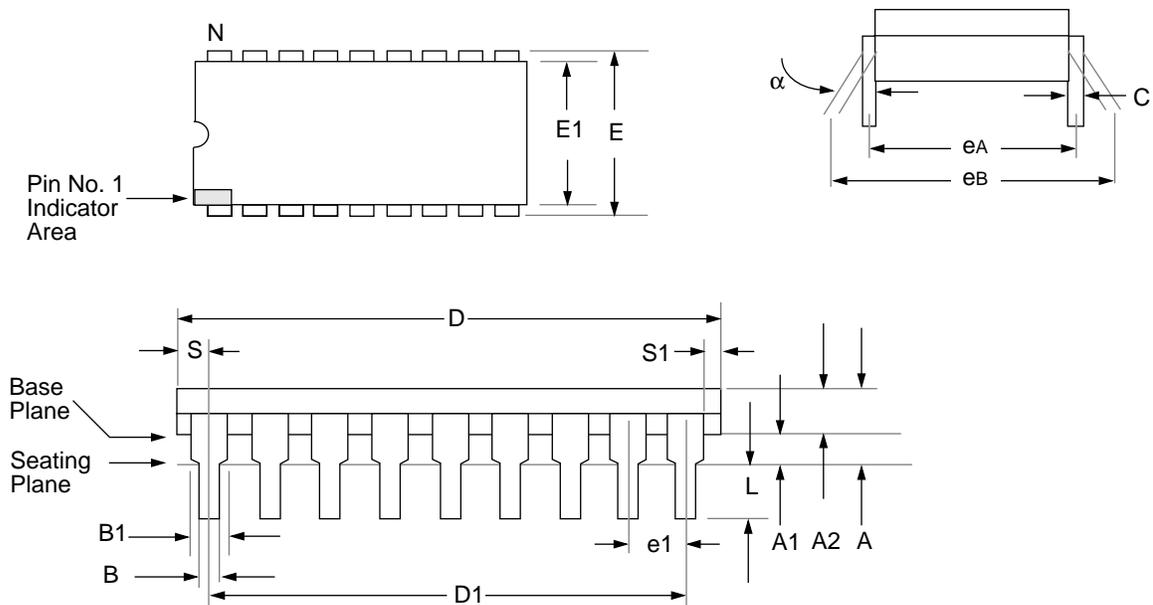 N
E1
E
Pin No. 1
Indicator
Area
α
C
eA
eB
D
S
S1
Base
Plane
Seating
Plane
L
B1
A1
A2
A
e1
B
D1